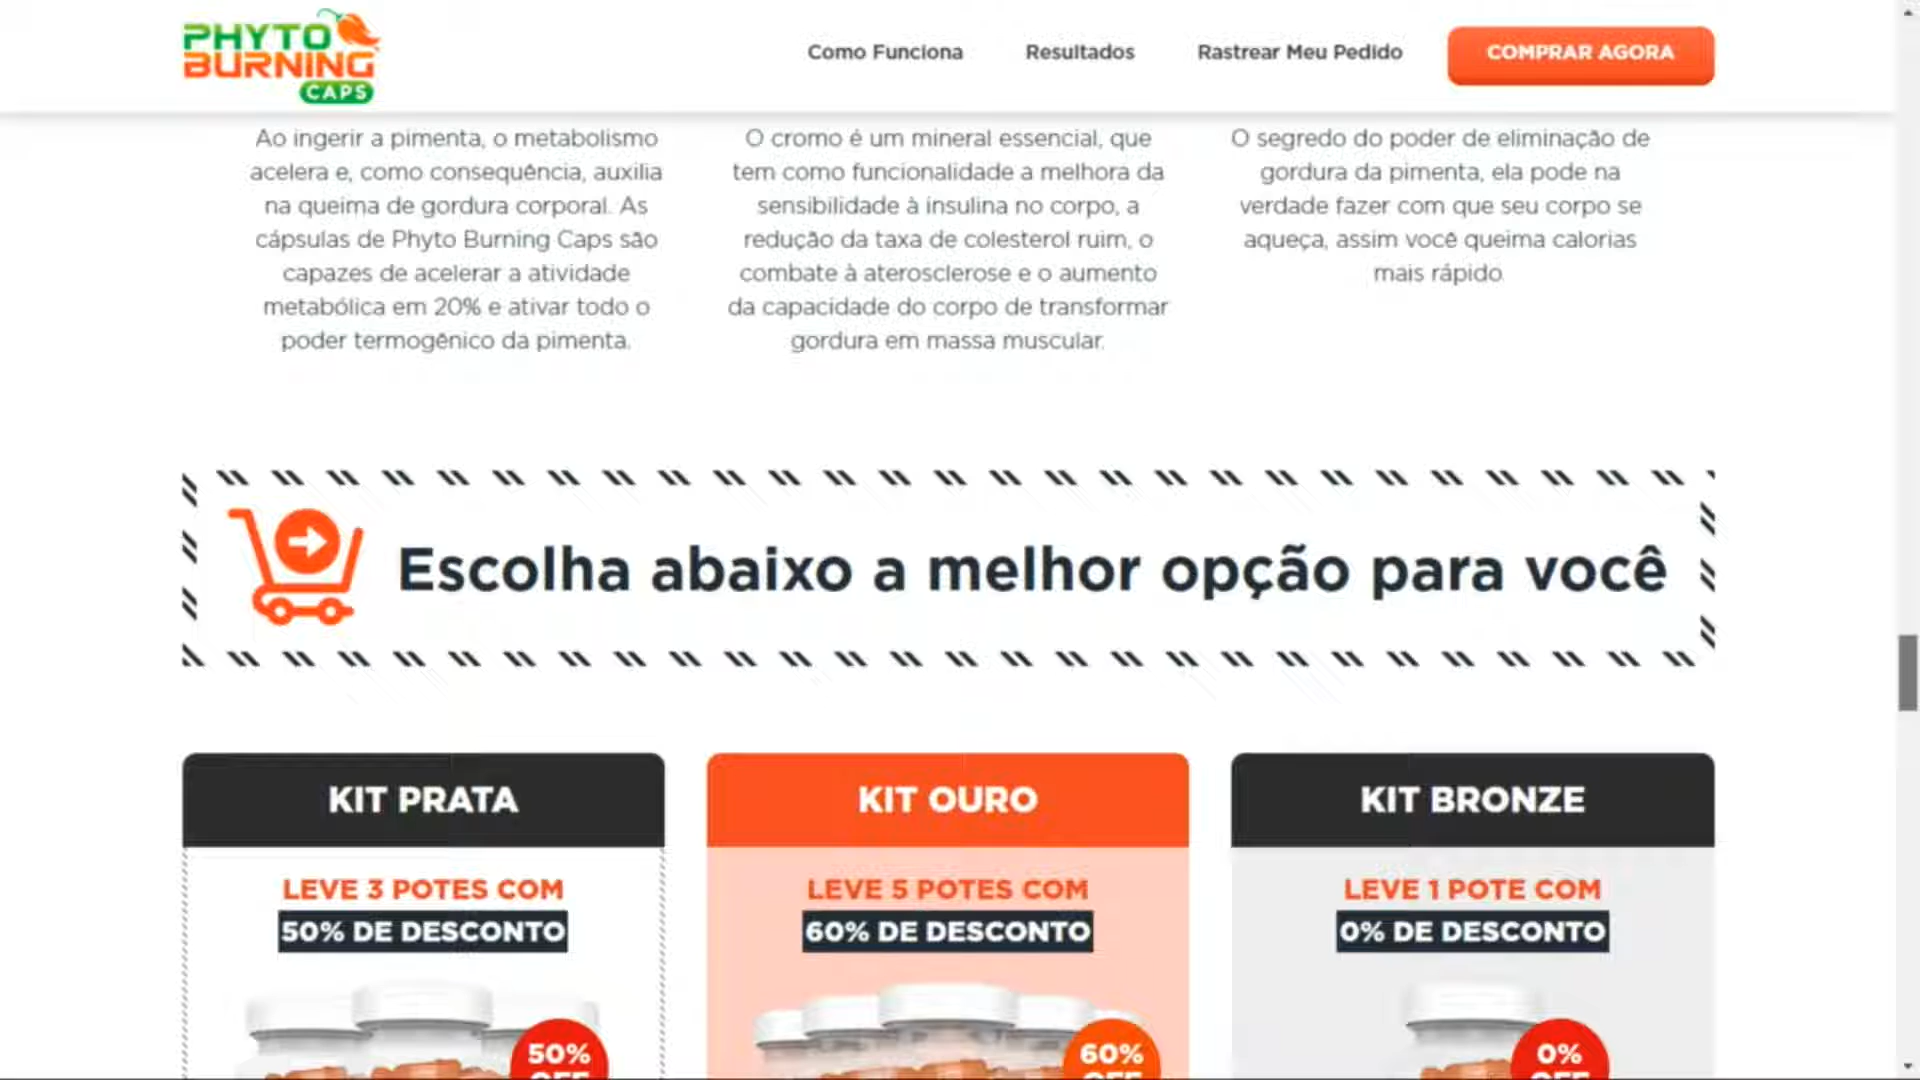 PHYTO
BURNING
CAPS
Como Funciona
Resultados
Rastrear Meu Pedido
COMPRAR AGORA
Ao ingerir a pimenta, o metabolismo
acelera e, como consequência, auxilia
na queima de gordura corporal. As
cápsulas de Phyto Burning Caps são
capazes de acelerar a atividade
metabólica em 20% e ativar todo o
poder termogênico da pimenta.
O cromo é um mineral essencial, que
tem como funcionalidade a melhora da
sensibilidade à insulina no corpo, a
redução da taxa de colesterol ruim, o
combate à aterosclerose e o aumento
da capacidade do corpo de transformar
gordura em massa muscular.
O segredo do poder de eliminação de
gordura da pimenta, ela pode na
verdade fazer com que seu corpo se
aqueça, assim você queima calorias
mais rápido.
Escolha abaixo a melhor opção para você
KIT PRATA
LEVE 3 POTES COM
50% DE DESCONTO
50%
OFF
KIT OURO
LEVE 5 POTES COM
60% DE DESCONTO
60%
OFF
KIT BRONZE
LEVE 1 POTE COM
0% DE DESCONTO
0%
OFF